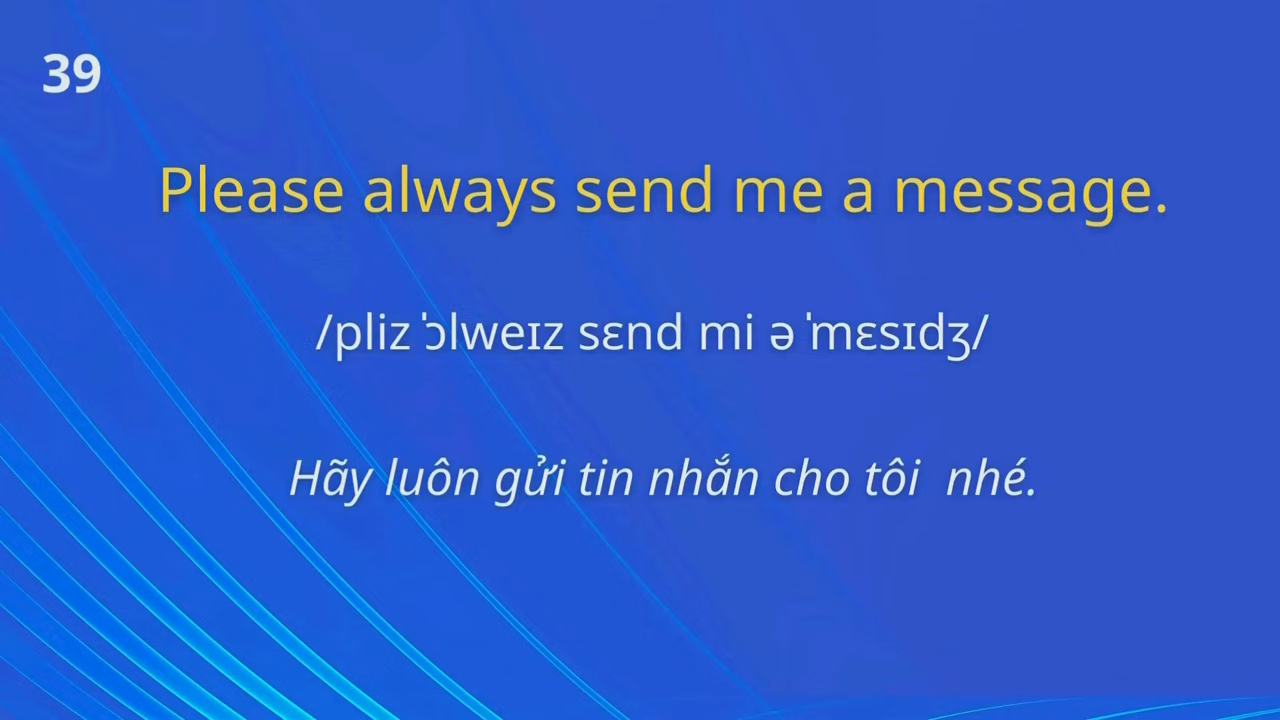 39
Please always send me a message.
/pliz ˈɔlweɪz sɛnd mi ə ˈmɛsɪdʒ/
Hãy luôn gửi tin nhắn cho tôi  nhé.